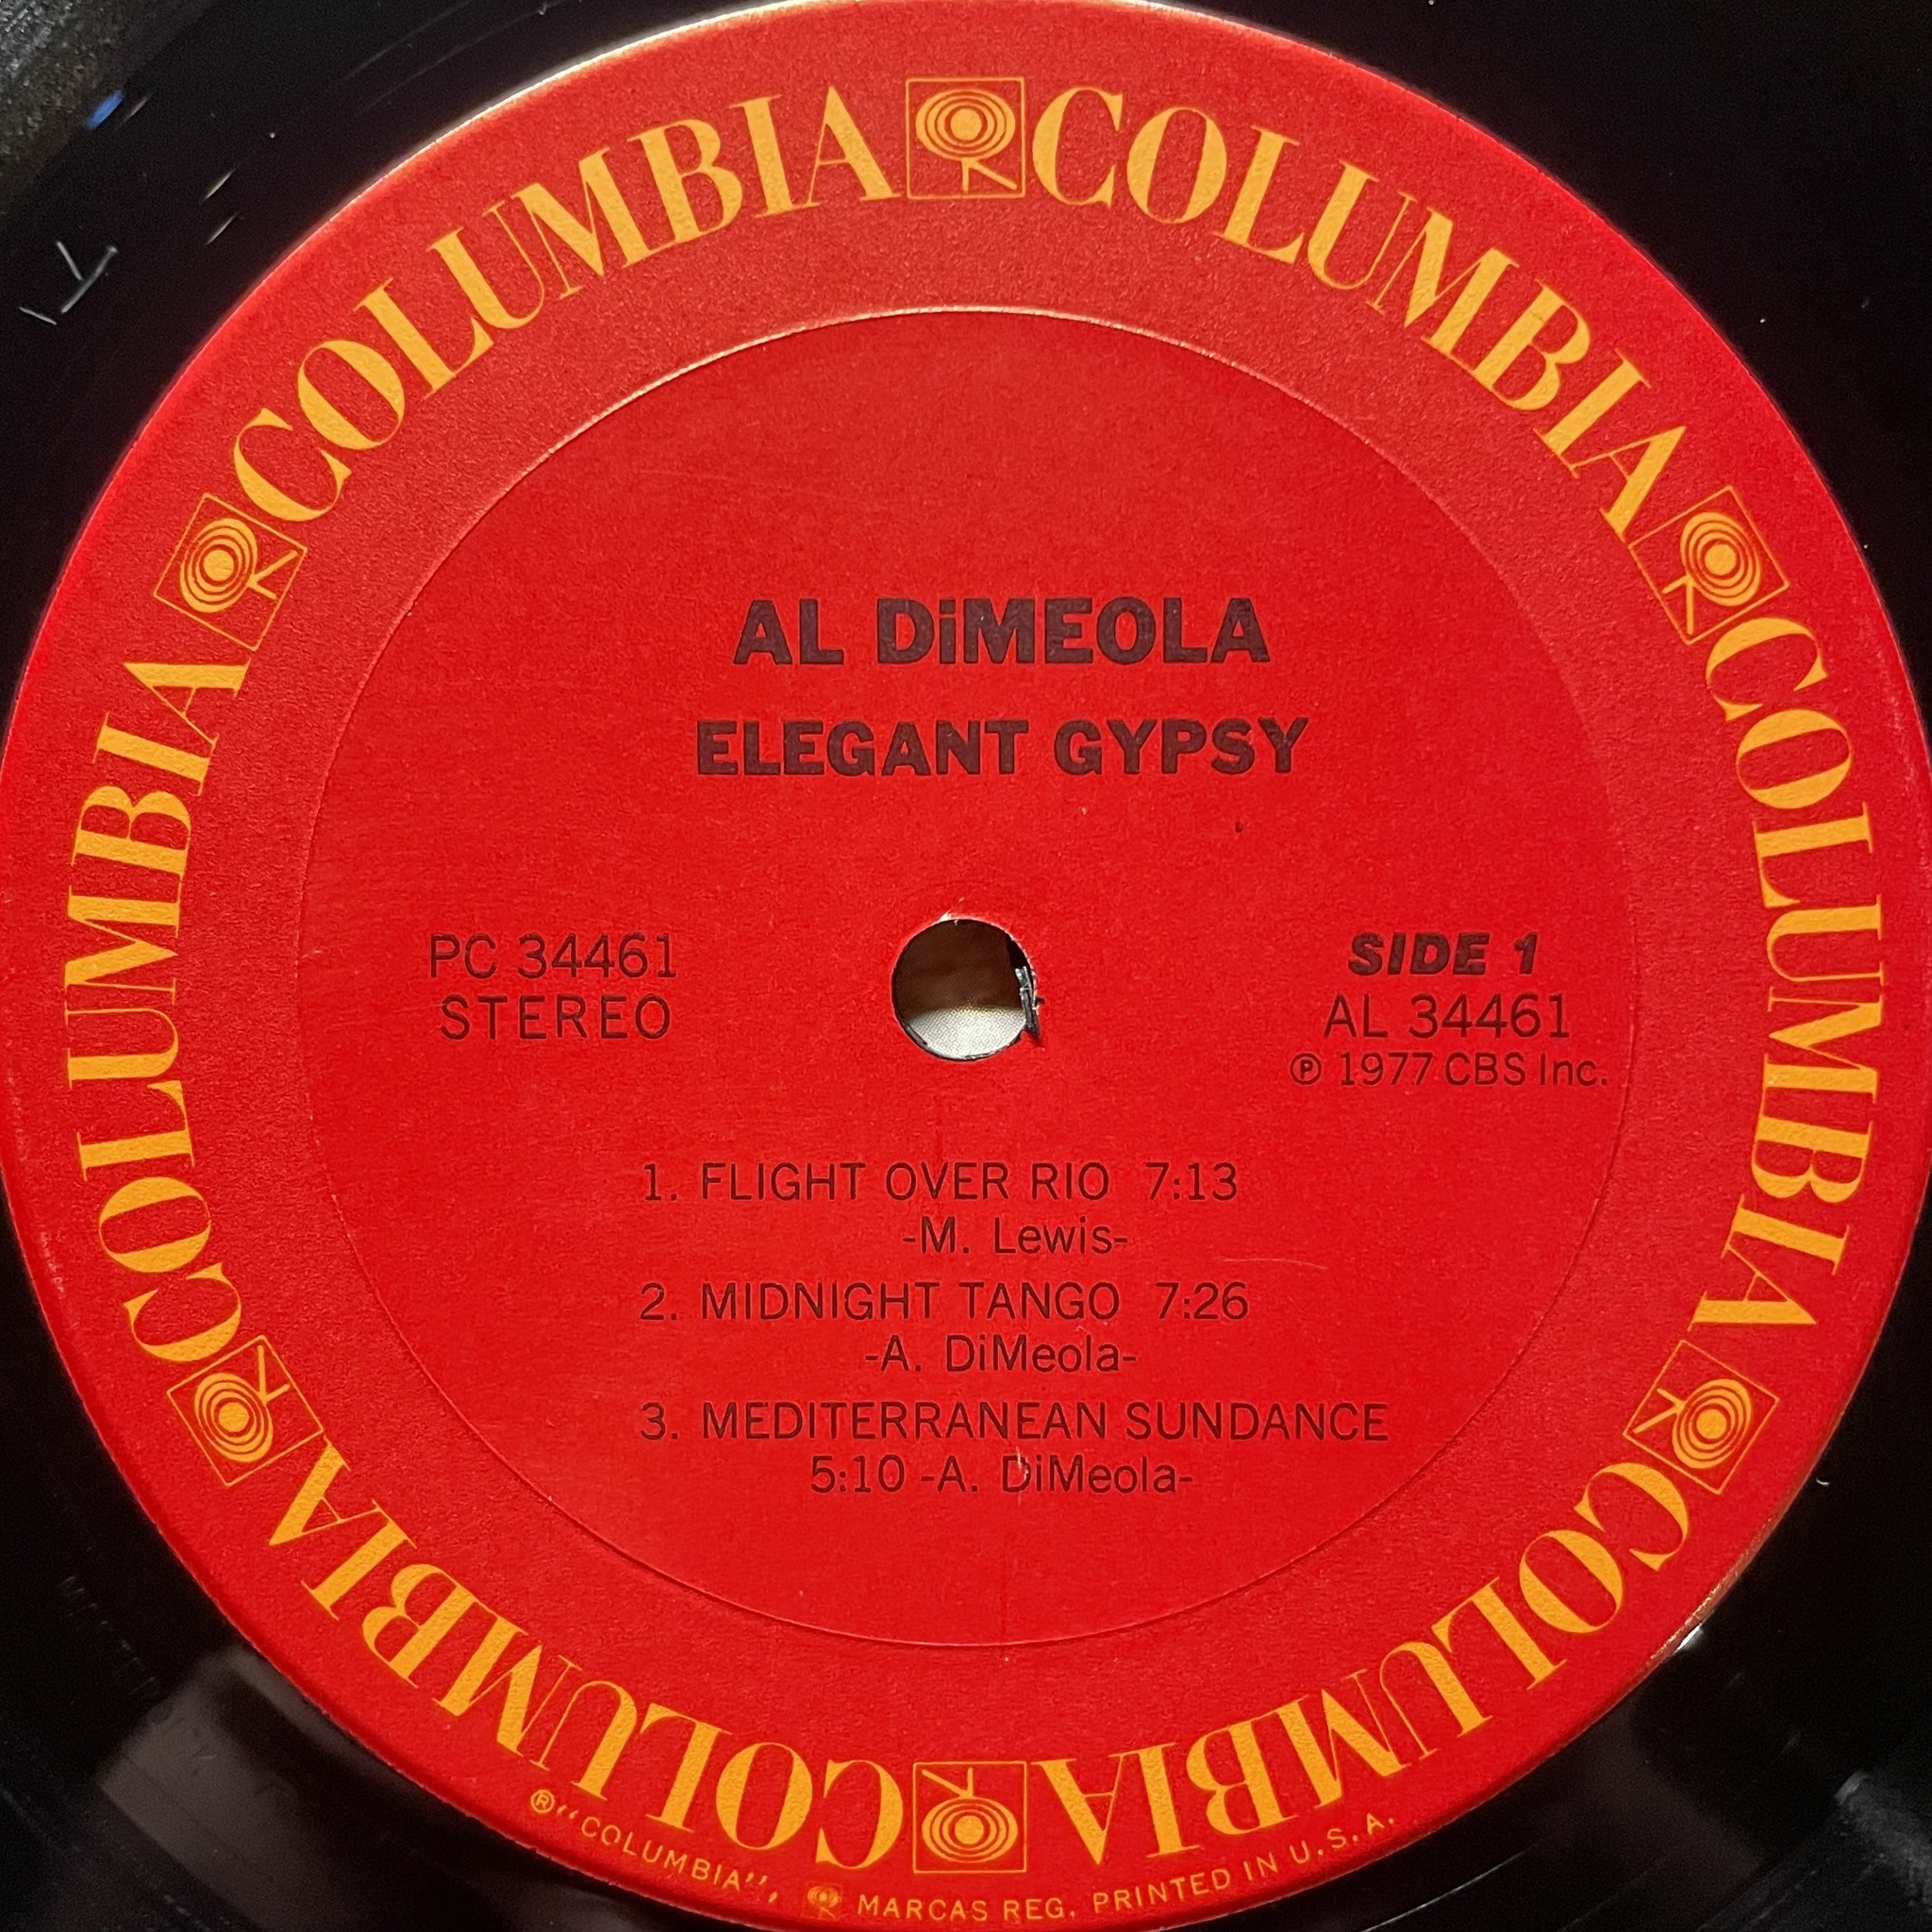 COLUMBIA COLUMBIA COLUMBIA COLUMBIA COLUMBIA COLUMBIA
AL DiMEOLA
ELEGANT GYPSY
PC 34461
STEREO
SIDE 1
AL 34461
Ⓟ 1977 CBS Inc.
1. FLIGHT OVER RIO 7:13
-M. Lewis-
2. MIDNIGHT TANGO 7:26
-A. DiMeola-
3. MEDITERRANEAN SUNDANCE
5:10 -A. DiMeola-
® "COLUMBIA", MARCAS REG. PRINTED IN U.S.A.